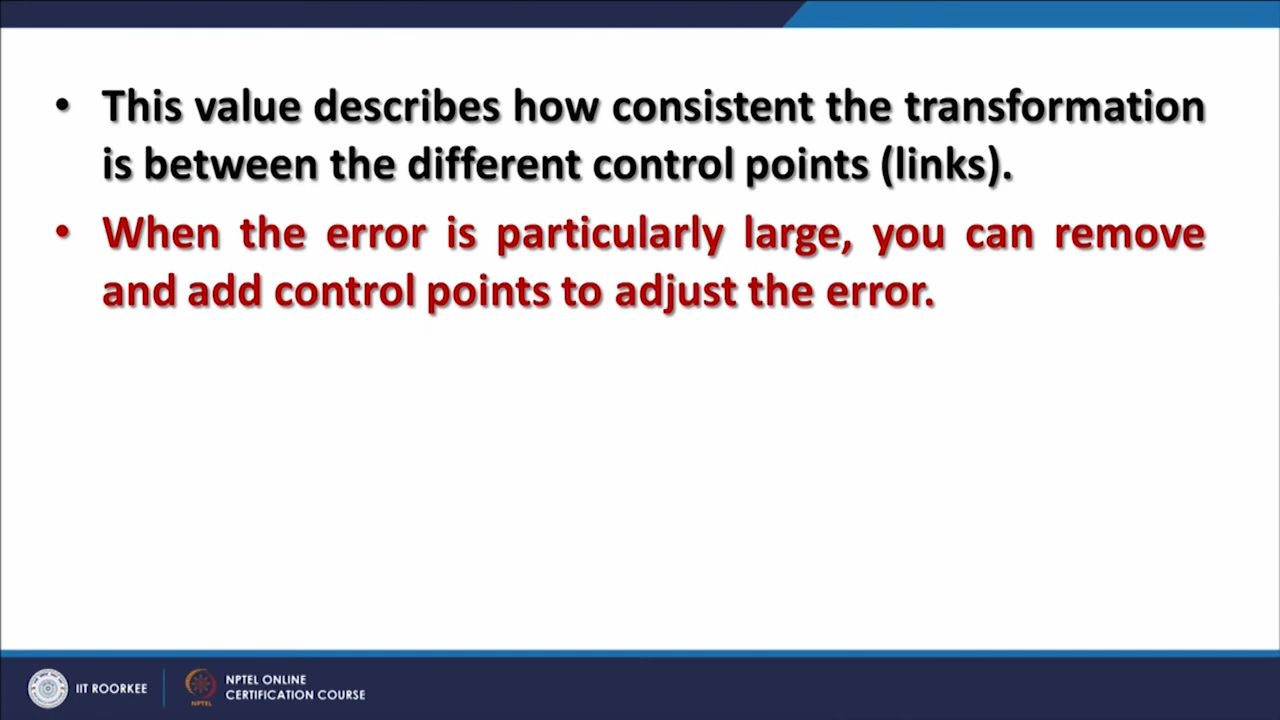 • This value describes how consistent the transformation
is between the different control points (links).
• When the error is particularly large, you can remove
and add control points to adjust the error.
IIT ROORKEE
NPTEL
NPTEL ONLINE
CERTIFICATION COURSE